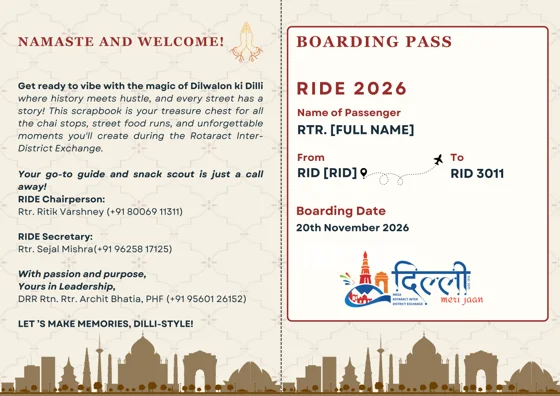 NAMASTE AND WELCOME!
Get ready to vibe with the magic of Dilwalon ki Dilli
where history meets hustle, and every street has a
story! This scrapbook is your treasure chest for all
the chai stops, street food runs, and unforgettable
moments you'll create during the Rotaract Inter-
District Exchange.
Your go-to guide and snack scout is just a call
away!
RIDE Chairperson:
Rtr. Ritik Varshney (+91 80069 11311)
RIDE Secretary:
Rtr. Sejal Mishra(+91 96258 17125)
With passion and purpose,
Yours in Leadership,
DRR Rtn. Rtr. Archit Bhatia, PHF (+91 95601 26152)
LET 'S MAKE MEMORIES, DILLI-STYLE!
BOARDING PASS
RIDE 2026
Name of Passenger
RTR. [FULL NAME]
From
To
RID [RID]
RID 3011
Boarding Date
20th November 2026
दिल्ली
meri jaan
MEGA
ROTARACT INTER
DISTRICT EXCHANGE